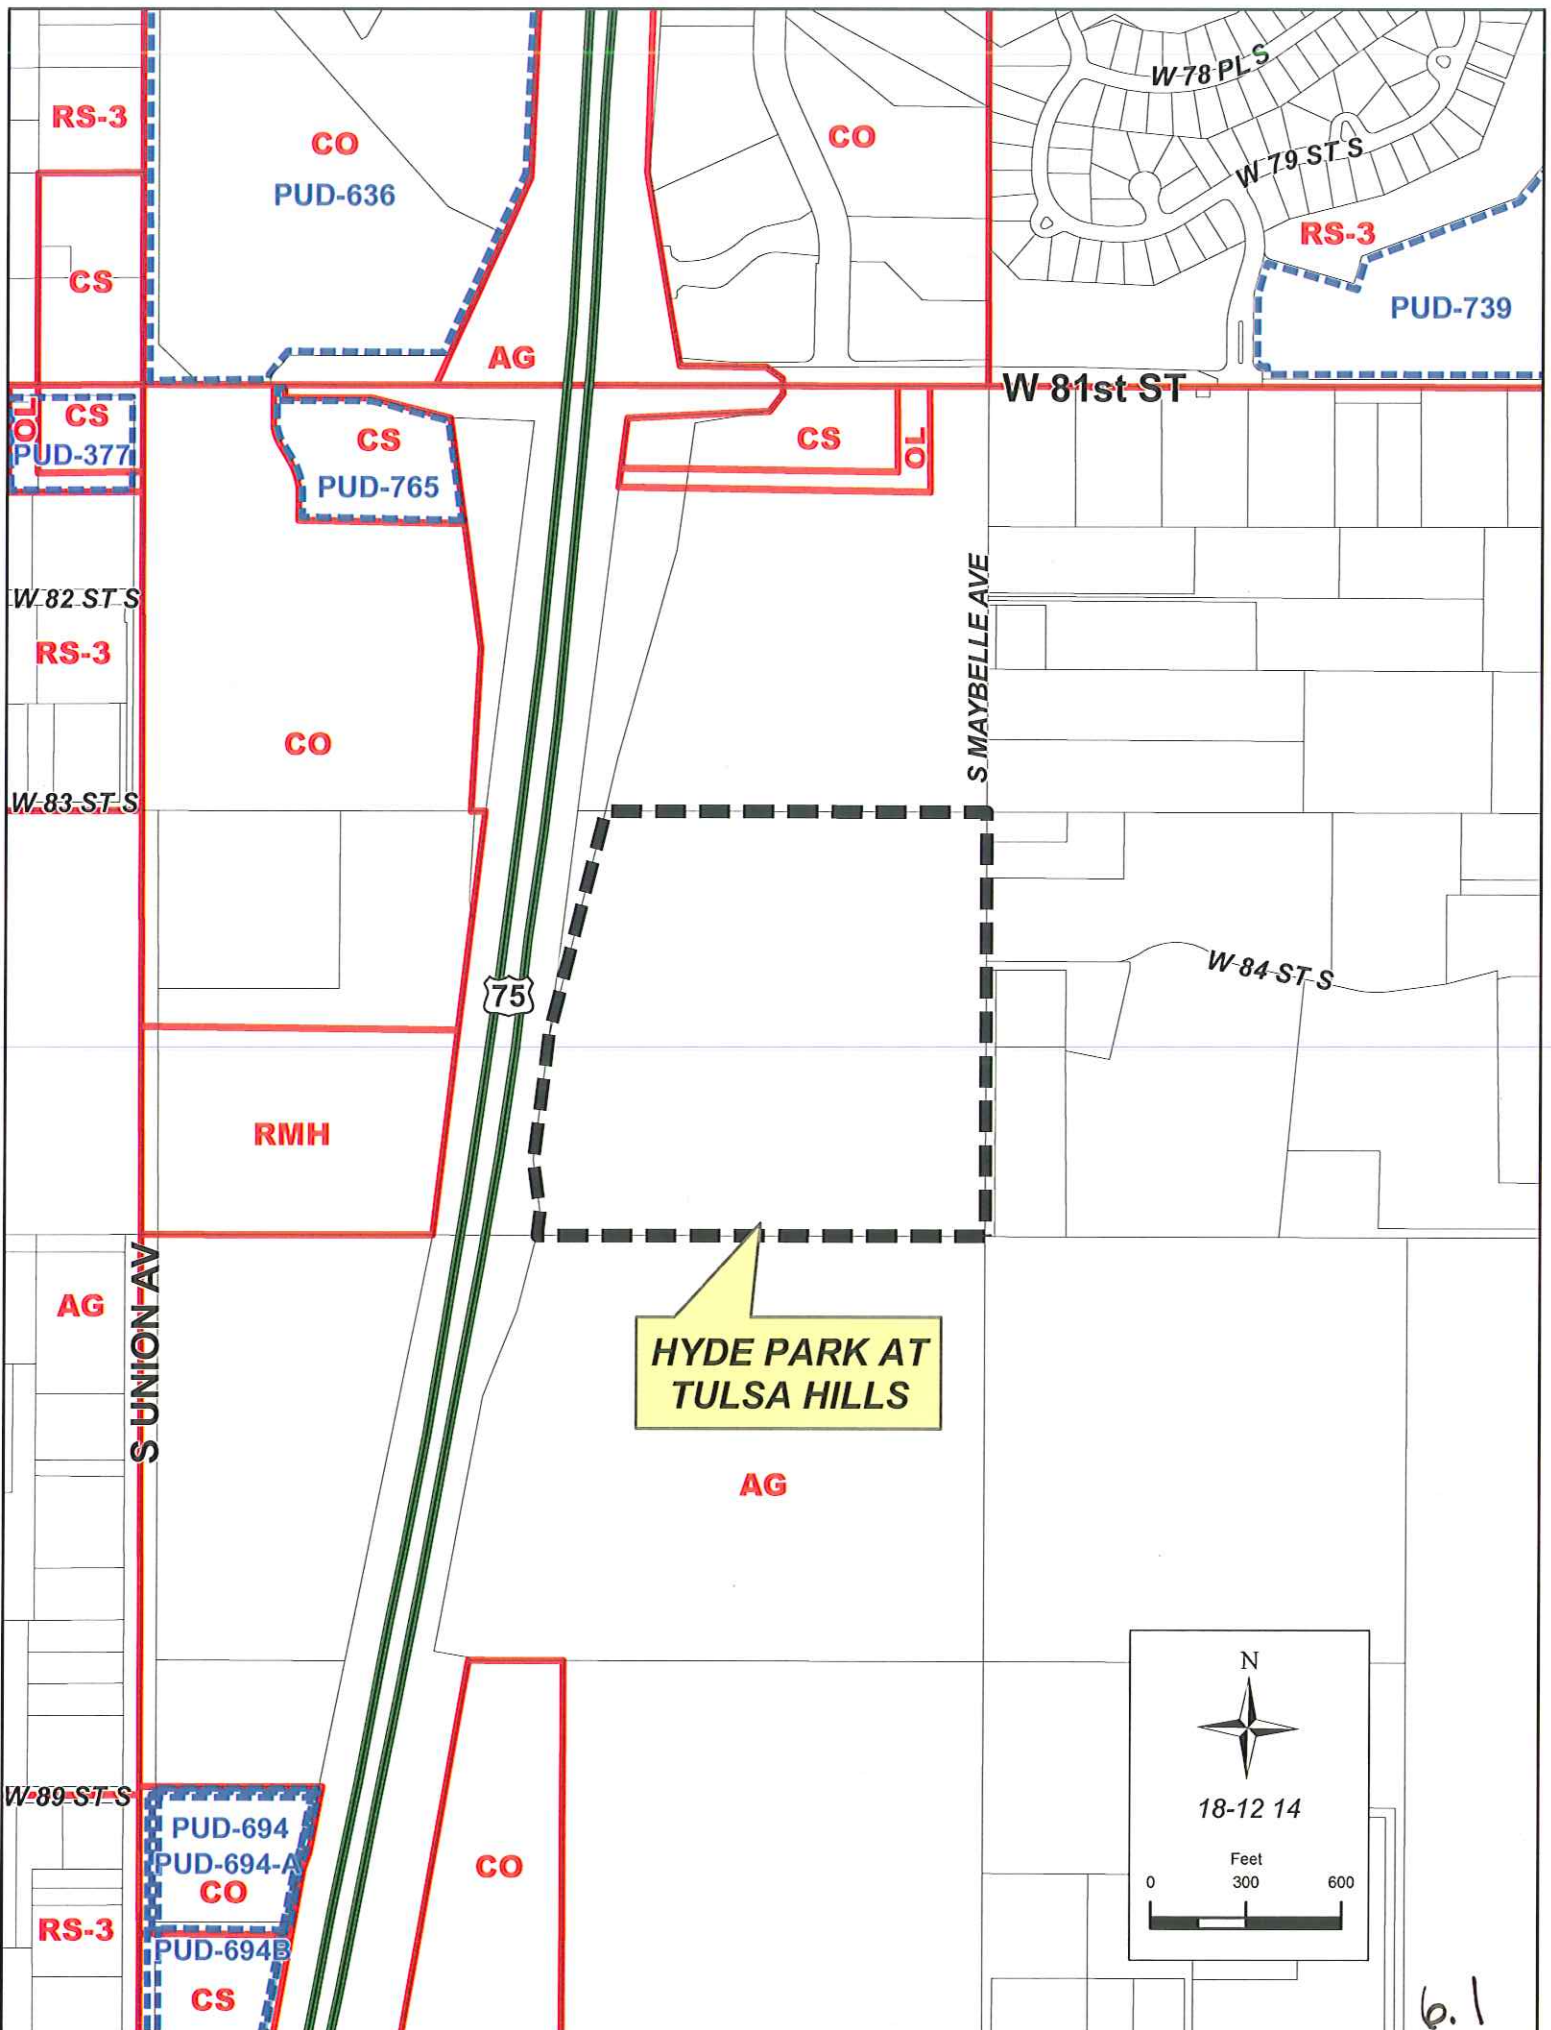 W 78 PL S
RS-3
CO
CO
PUD-636
W 79 ST S
RS-3
CS
PUD-739
AG
W 81st ST
OL
CS
PUD-377
CS
PUD-765
CS
OL
W 82 ST S
RS-3
S MAYBELLE AVE
CO
W 83 ST S
W 84 ST S
75
RMH
S UNION AV
AG
HYDE PARK AT
TULSA HILLS
AG
N
18-12 14
Feet
0 300 600
W 89 ST S
PUD-694
PUD-694-A
CO
CO
RS-3
PUD-694B
CS
6.1